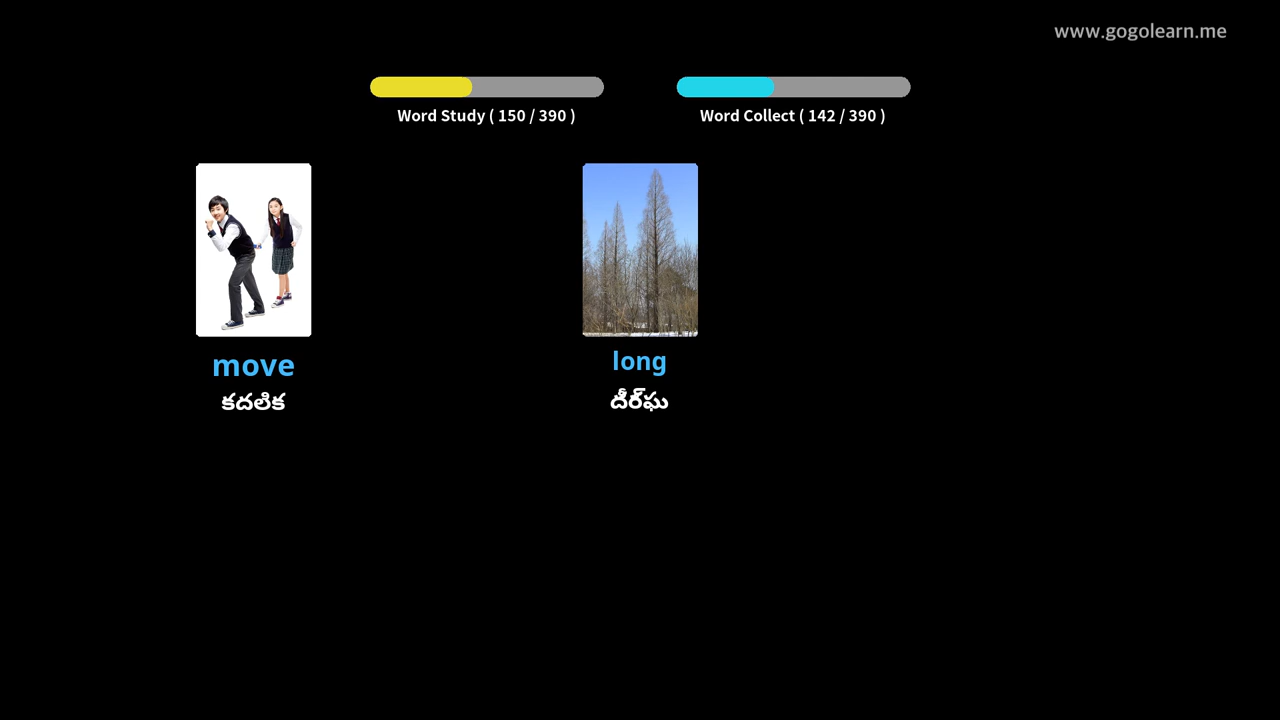 www.gogolearn.me
Word Study ( 150 / 390 )
Word Collect ( 142 / 390 )
move
కదలిక
long
దీర్ఘ